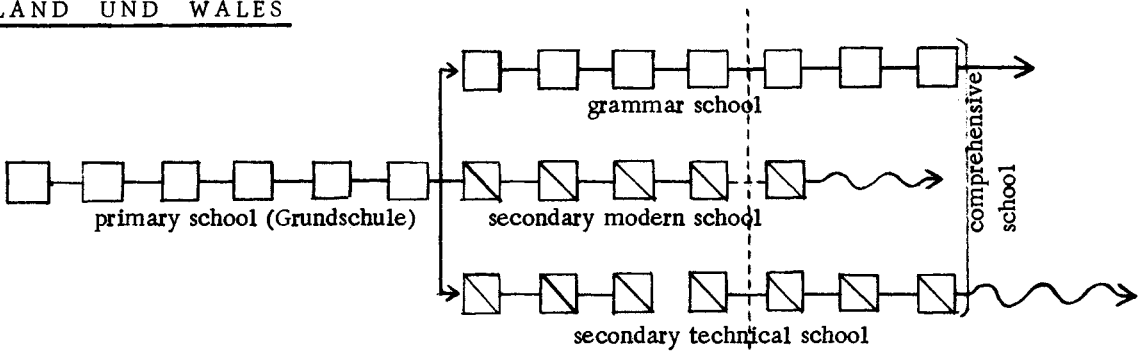 LAND UND WALES
grammar school
primary school (Grundschule)
secondary modern school
secondary technical school
comprehensive
school